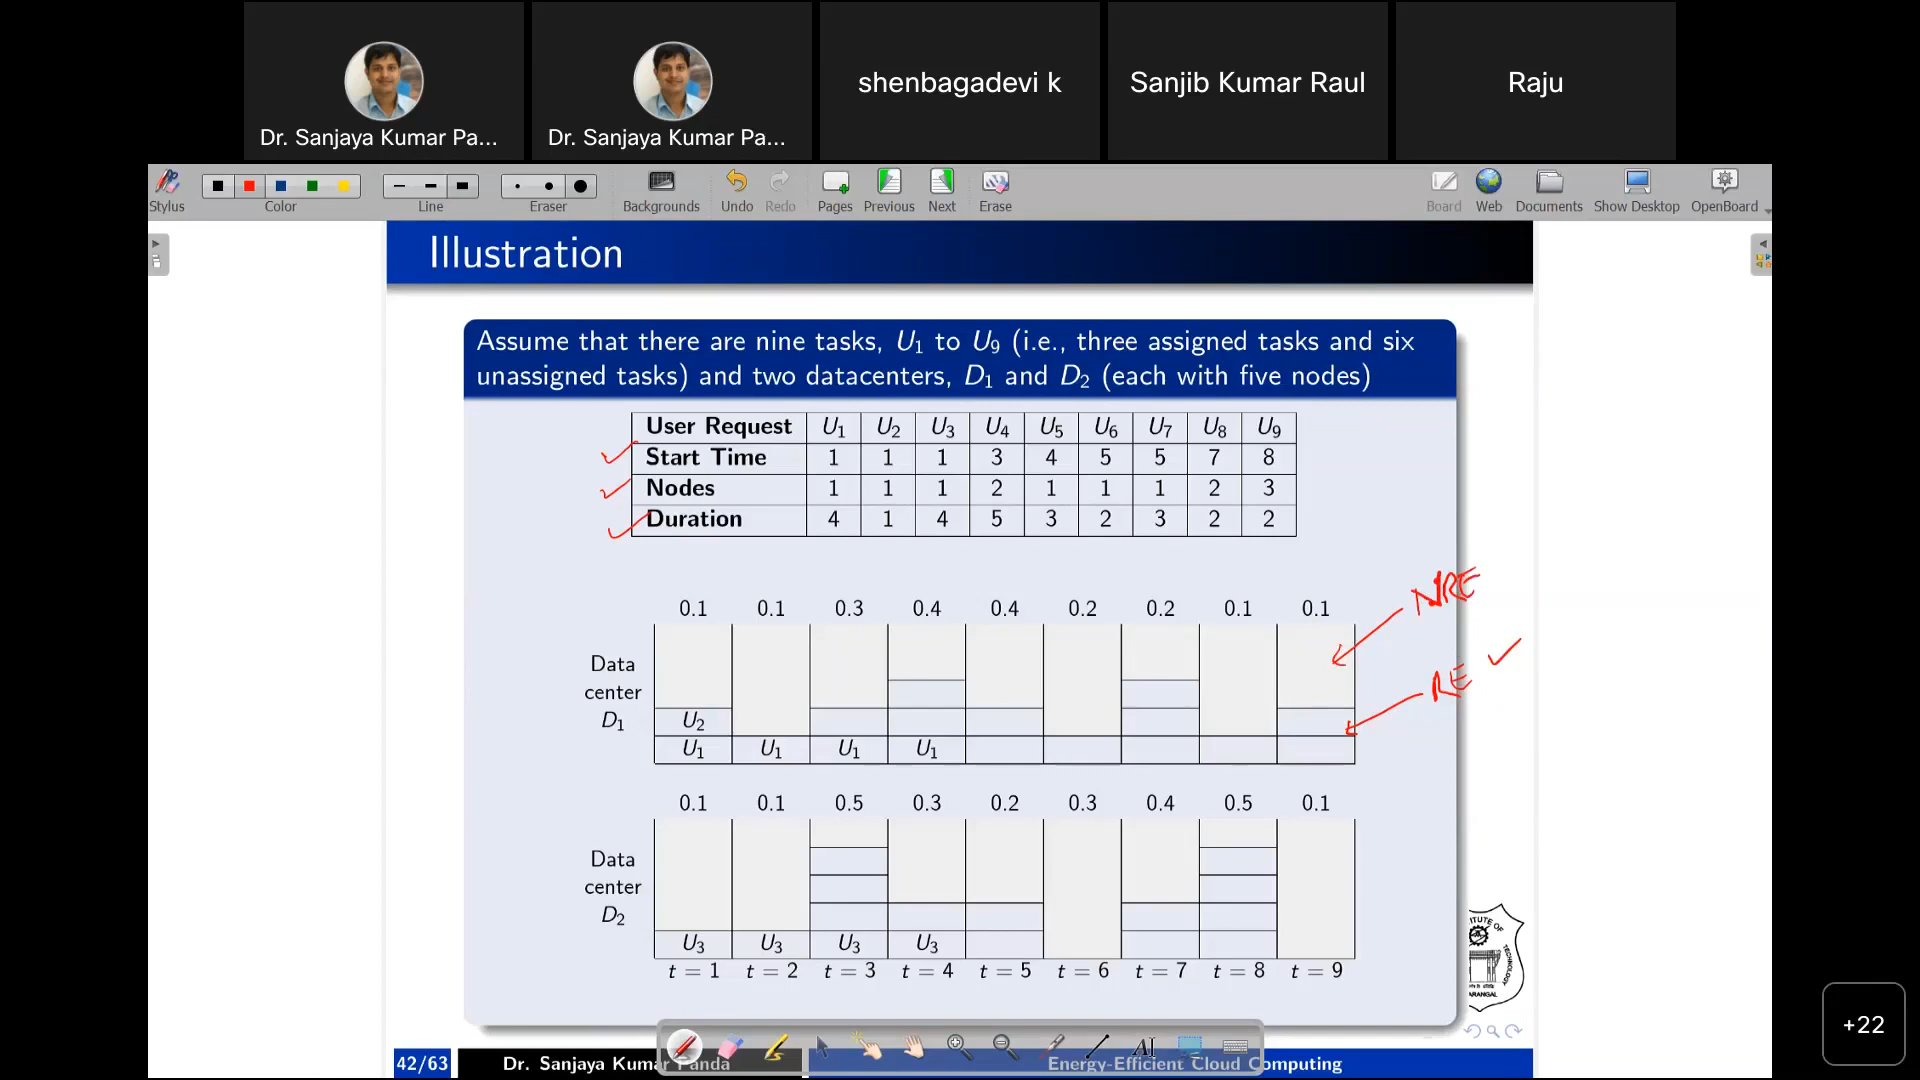 Dr. Sanjaya Kumar Pa...
Dr. Sanjaya Kumar Pa...
shenbagadevi k
Sanjib Kumar Raul
Raju
Stylus Color Line Eraser Backgrounds Undo Redo Pages Previous Next Erase Board Web Documents Show Desktop OpenBoard
Illustration
Assume that there are nine tasks, U1 to U9 (i.e., three assigned tasks and six
unassigned tasks) and two datacenters, D1 and D2 (each with five nodes)
User Request U1 U2 U3 U4 U5 U6 U7 U8 U9
Start Time 1 1 1 3 4 5 5 7 8
Nodes 1 1 1 2 1 1 1 2 3
Duration 4 1 4 5 3 2 3 2 2
NRE
0.1 0.1 0.3 0.4 0.4 0.2 0.2 0.1 0.1
Data
center
RE
D1 U2
U1 U1 U1 U1
0.1 0.1 0.5 0.3 0.2 0.3 0.4 0.5 0.1
Data
center
D2
U3 U3 U3 U3
t = 1 t = 2 t = 3 t = 4 t = 5 t = 6 t = 7 t = 8 t = 9
+22
42/63 Dr. Sanjaya Kumar Panda Energy-Efficient Cloud Computing